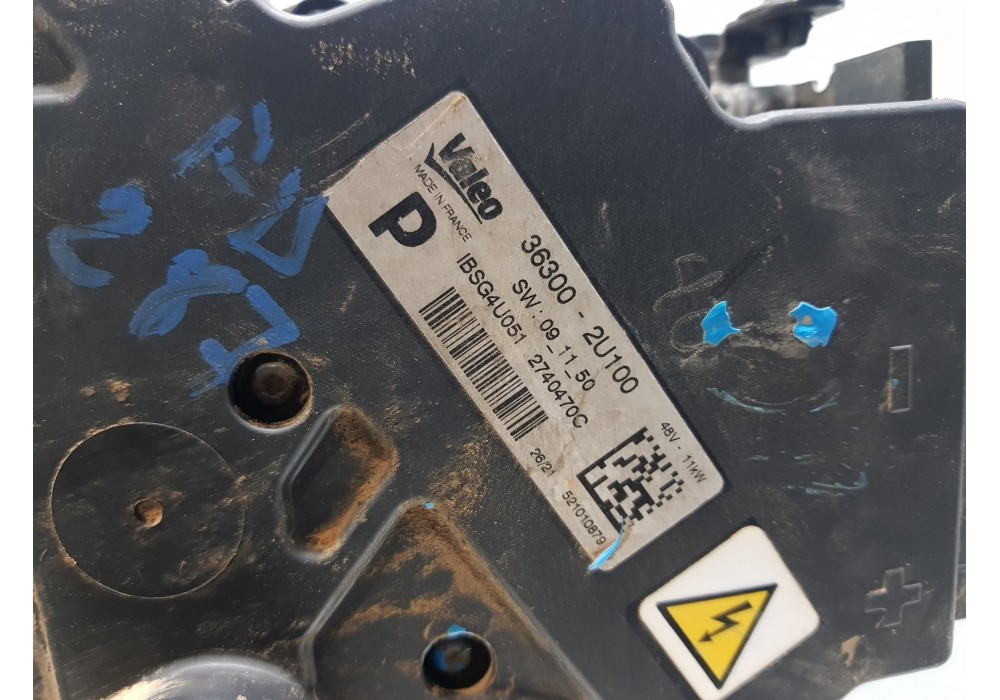 Valeo
MADE IN FRANCE
P
36300 - 2U100
SW : 09_11_50
IBSG4U051 2740470C
48V - 11kW
26/21 521010879